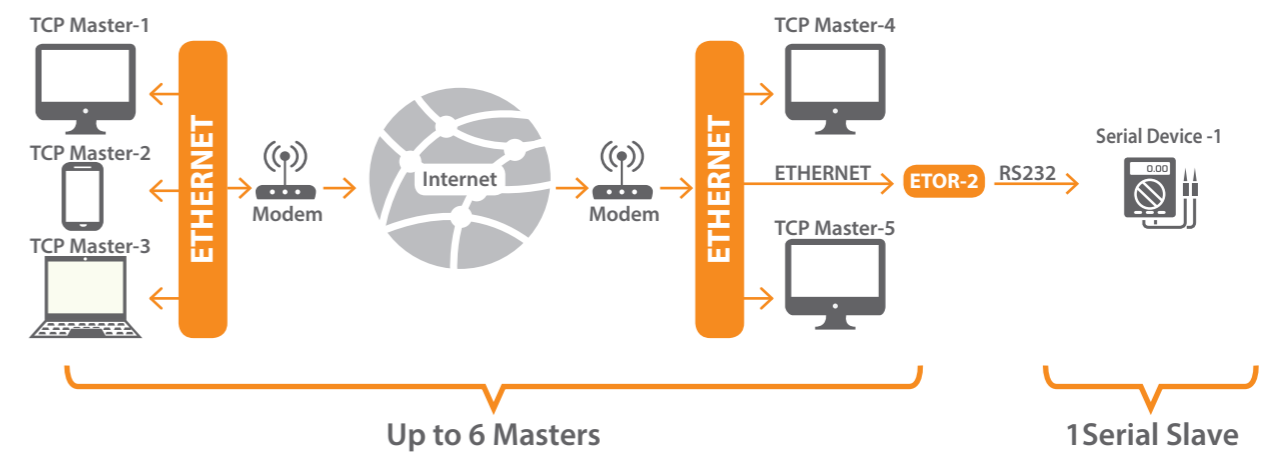 TCP Master-1
TCP Master-2
TCP Master-3
ETHERNET
Modem
Internet
Modem
ETHERNET
TCP Master-4
ETHERNET
TCP Master-5
ETOR-2
RS232
Serial Device -1
0.00
Up to 6 Masters
1Serial Slave